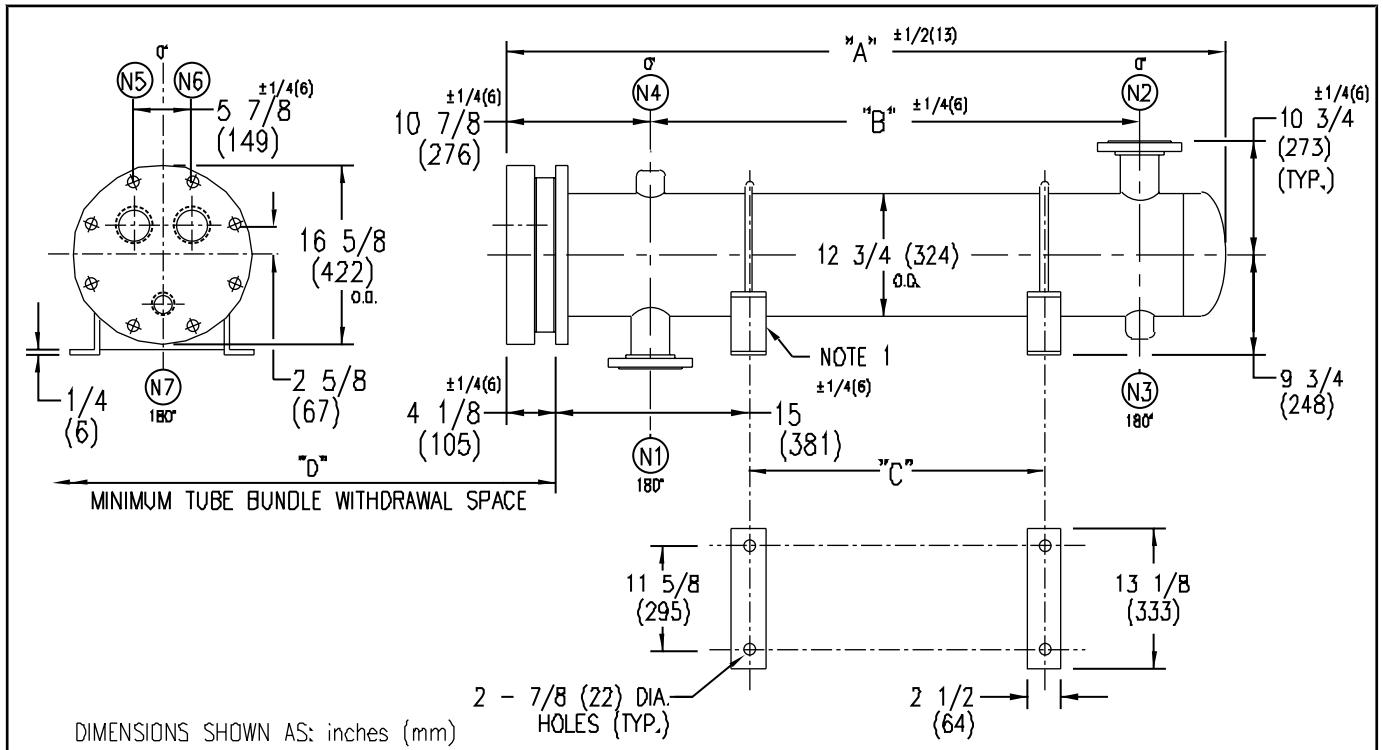 "A" ±1/2(13)
0°
N5 N6
±1/4(6)
5 7/8
(149)
±1/4(6)
10 7/8
(276)
0°
N4
"B" ±1/4(6)
0°
N2
±1/4(6)
10 3/4
(273)
(TYP.)
16 5/8
(422)
O.D.
12 3/4 (324)
O.D.
1/4
(6)
N7
180°
2 5/8
(67)
±1/4(6)
4 1/8
(105)
NOTE 1
±1/4(6)
15
(381)
N1
180°
N3
180°
9 3/4
(248)
"D"
MINIMUM TUBE BUNDLE WITHDRAWAL SPACE
"C"
11 5/8
(295)
13 1/8
(333)
2 - 7/8 (22) DIA.
HOLES (TYP.)
2 1/2
(64)
DIMENSIONS SHOWN AS: inches (mm)